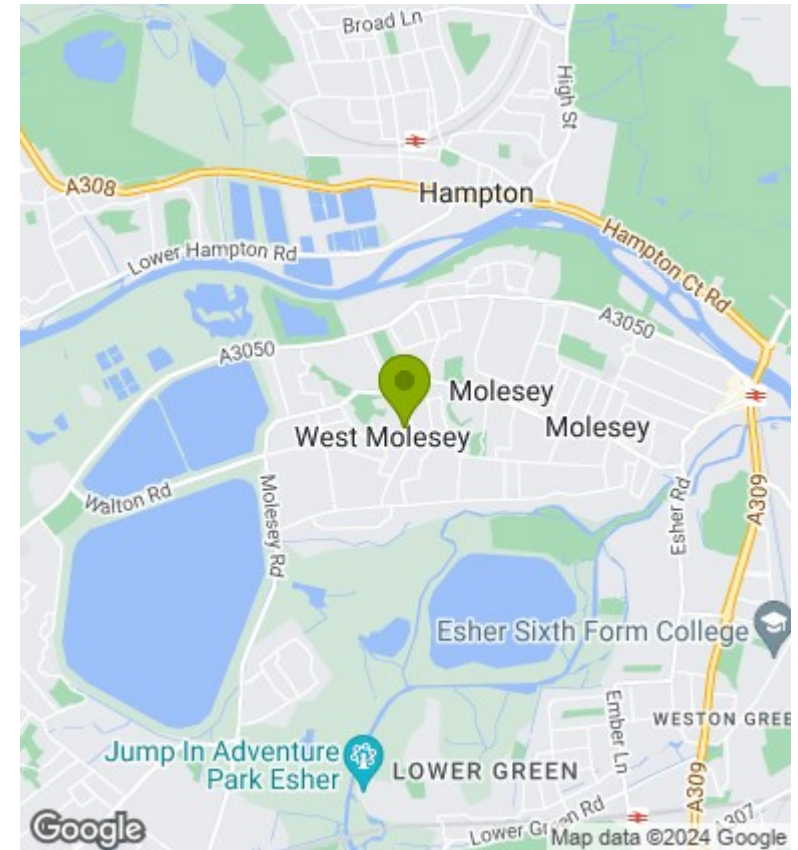 Broad Ln
High St
A308
Hampton
Lower Hampton Rd
Hampton Ct Rd
A3050
A3050
Molesey
West Molesey
Molesey
Walton Rd
Molesey Rd
Esher Rd
A309
Esher Sixth Form College
Ember Ln
WESTON GREE
Jump In Adventure
Park Esher
LOWER GREEN
A309
Lower Green Rd
A307
Google
Map data ©2024 Google